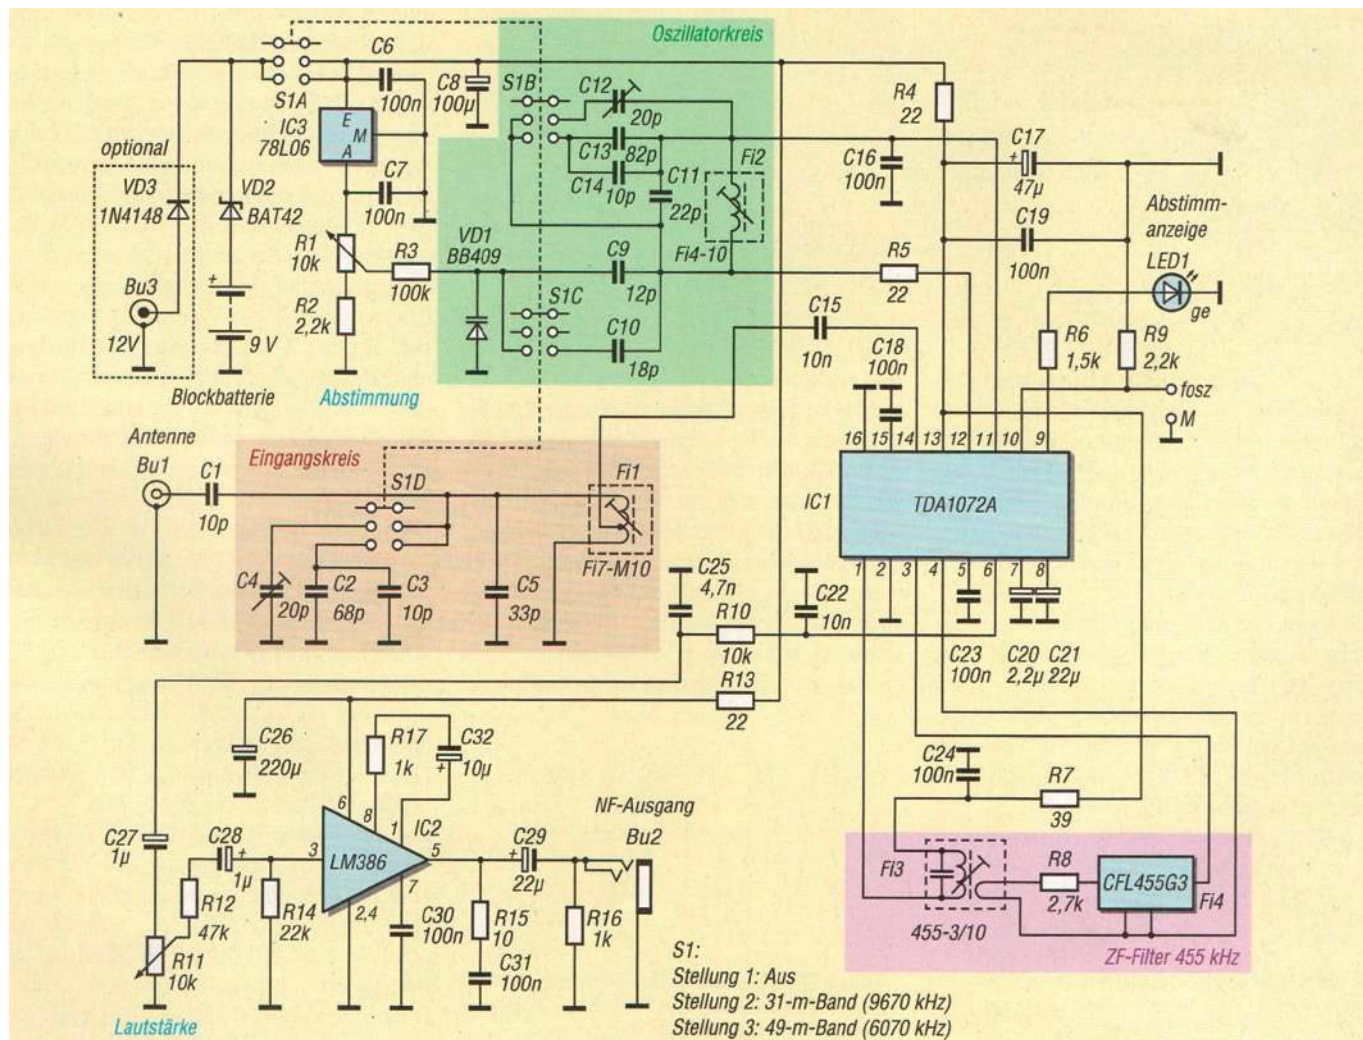 Oszillatorkreis
C6
100n
C8
100µ
S1A
IC3
78L06
E
M
A
C7
100n
optional
VD3
1N4148
VD2
BAT42
Bu3
12V
+
9 V
Blockbatterie
R1
10k
R2
2,2k
R3
100k
Abstimmung
S1B
C12
20p
C13
82p
C14
10p
C11
22p
Fi2
Fi4-10
VD1
BB409
C9
12p
S1C
C10
18p
R4
22
C16
100n
C17
+
47µ
C19
100n
Abstimm-
anzeige
LED1
ge
R5
22
C15
10n
C18
100n
R6
1,5k
R9
2,2k
fosz
M
Antenne
Bu1
C1
10p
Eingangskreis
S1D
Fi1
Fi7-M10
C4
20p
C2
68p
C3
10p
C5
33p
16 15 14 13 12 11 10 9
IC1
TDA1072A
1 2 3 4 5 6 7 8
C25
4,7n
R10
10k
C22
10n
C23
100n
C20
2,2µ
C21
22µ
R13
22
C26
220µ
R17
1k
C32
10µ
+
C24
100n
R7
39
NF-Ausgang
Bu2
C27
1µ
C28
+
1µ
R12
47k
R14
22k
R11
10k
Lautstärke
6
8
1
IC2
3
LM386
5
7
2,4
C29
+
22µ
C30
100n
R15
10
C31
100n
R16
1k
Fi3
455-3/10
R8
2,7k
CFL455G3
Fi4
ZF-Filter 455 kHz
S1:
Stellung 1: Aus
Stellung 2: 31-m-Band (9670 kHz)
Stellung 3: 49-m-Band (6070 kHz)